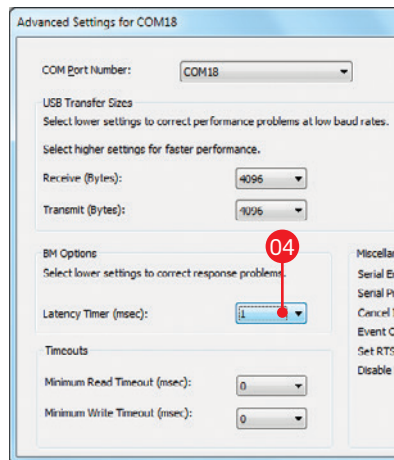 Advanced Settings for COM18
COM Port Number: COM18
USB Transfer Sizes
Select lower settings to correct performance problems at low baud rates.
Select higher settings for faster performance.
Receive (Bytes): 4096
Transmit (Bytes): 4096
04
BM Options
Select lower settings to correct response problems.
Latency Timer (msec): 1
Timeouts
Minimum Read Timeout (msec): 0
Minimum Write Timeout (msec): 0
Miscella
Serial E
Serial P
Cancel
Event C
Set RTS
Disable